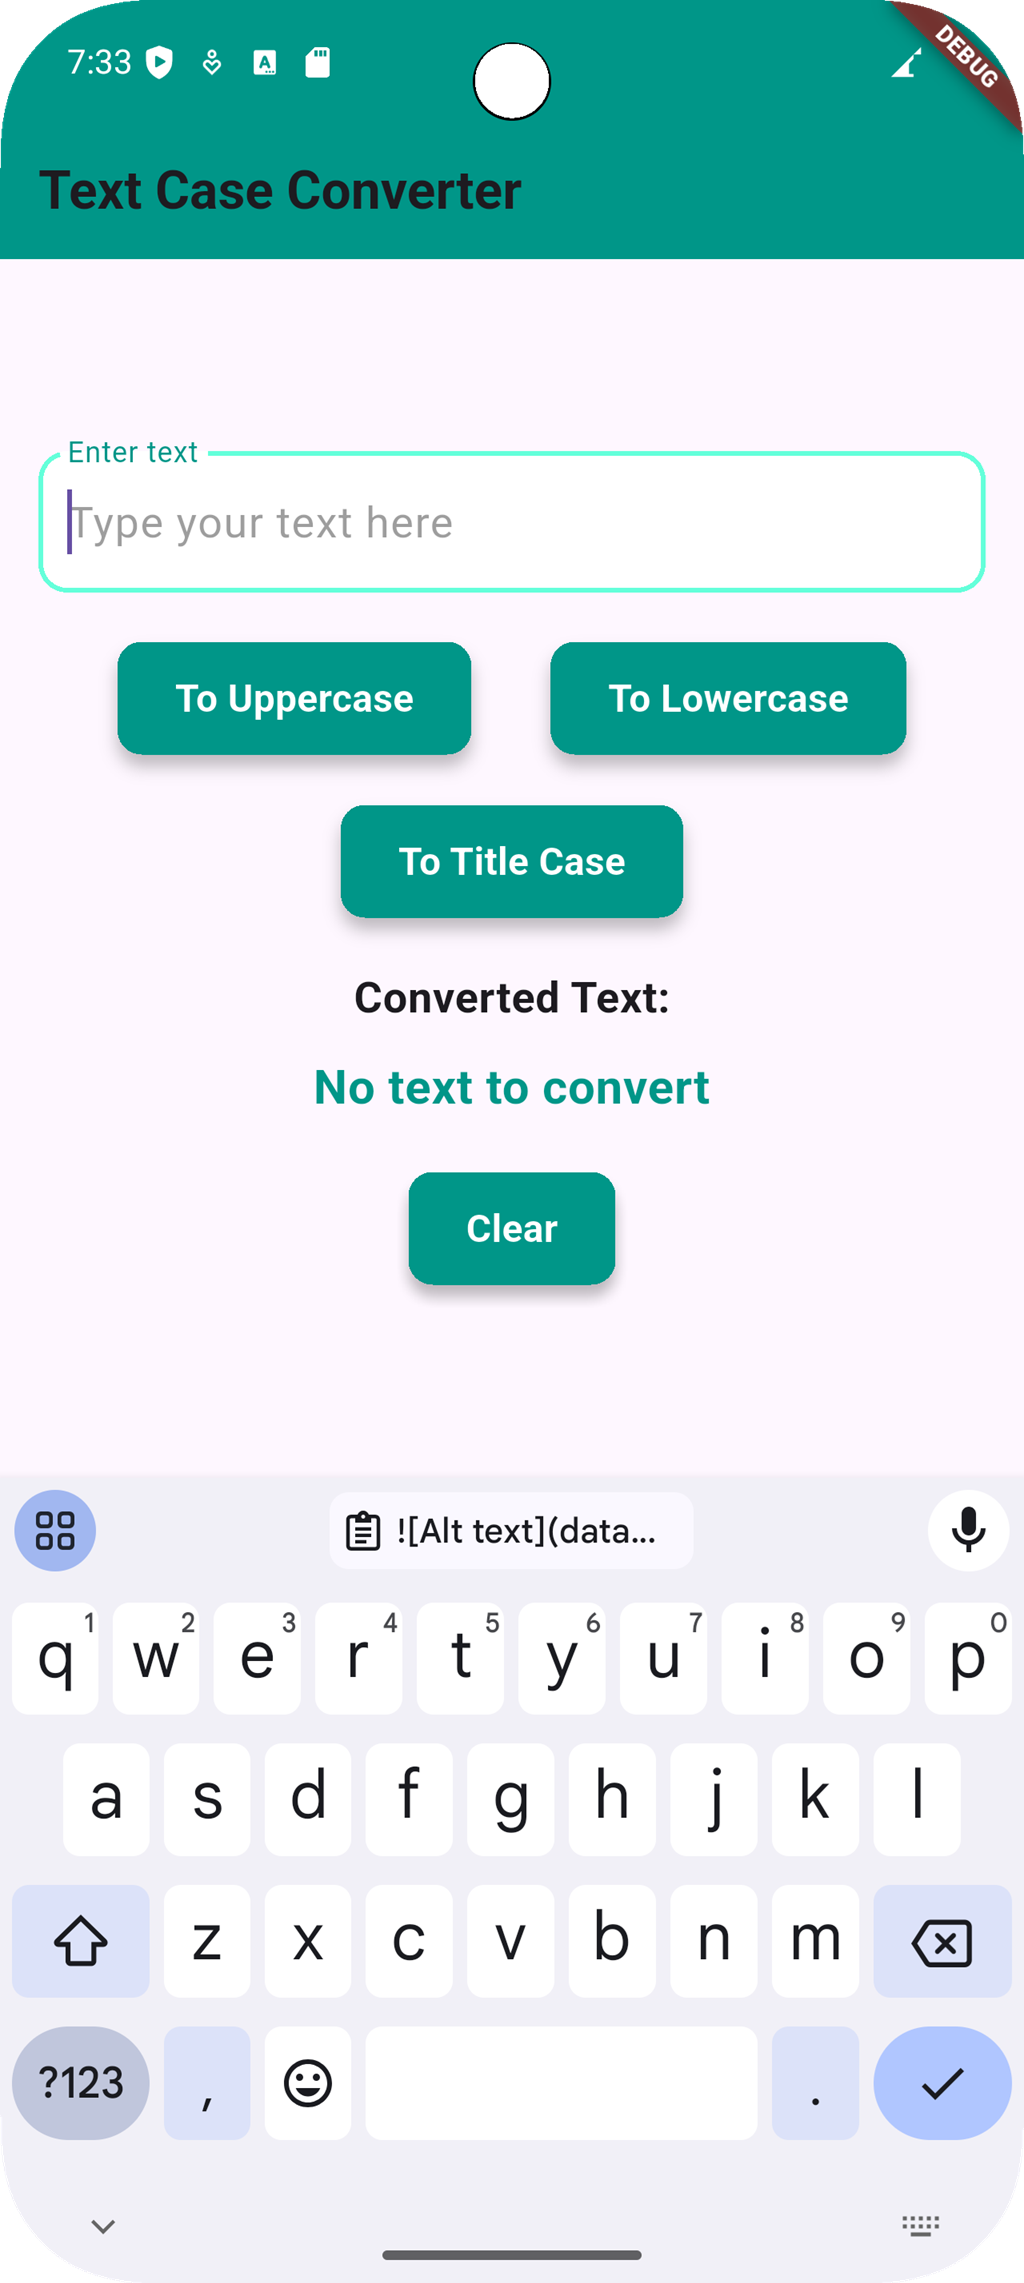 7:33
DEBUG
Text Case Converter
Enter text
Type your text here
To Uppercase To Lowercase
To Title Case
Converted Text:
No text to convert
Clear
![Alt text](data...
1 2 3 4 5 6 7 8 9 0
q w e r t y u i o p
a s d f g h j k l
z x c v b n m
?123 , .